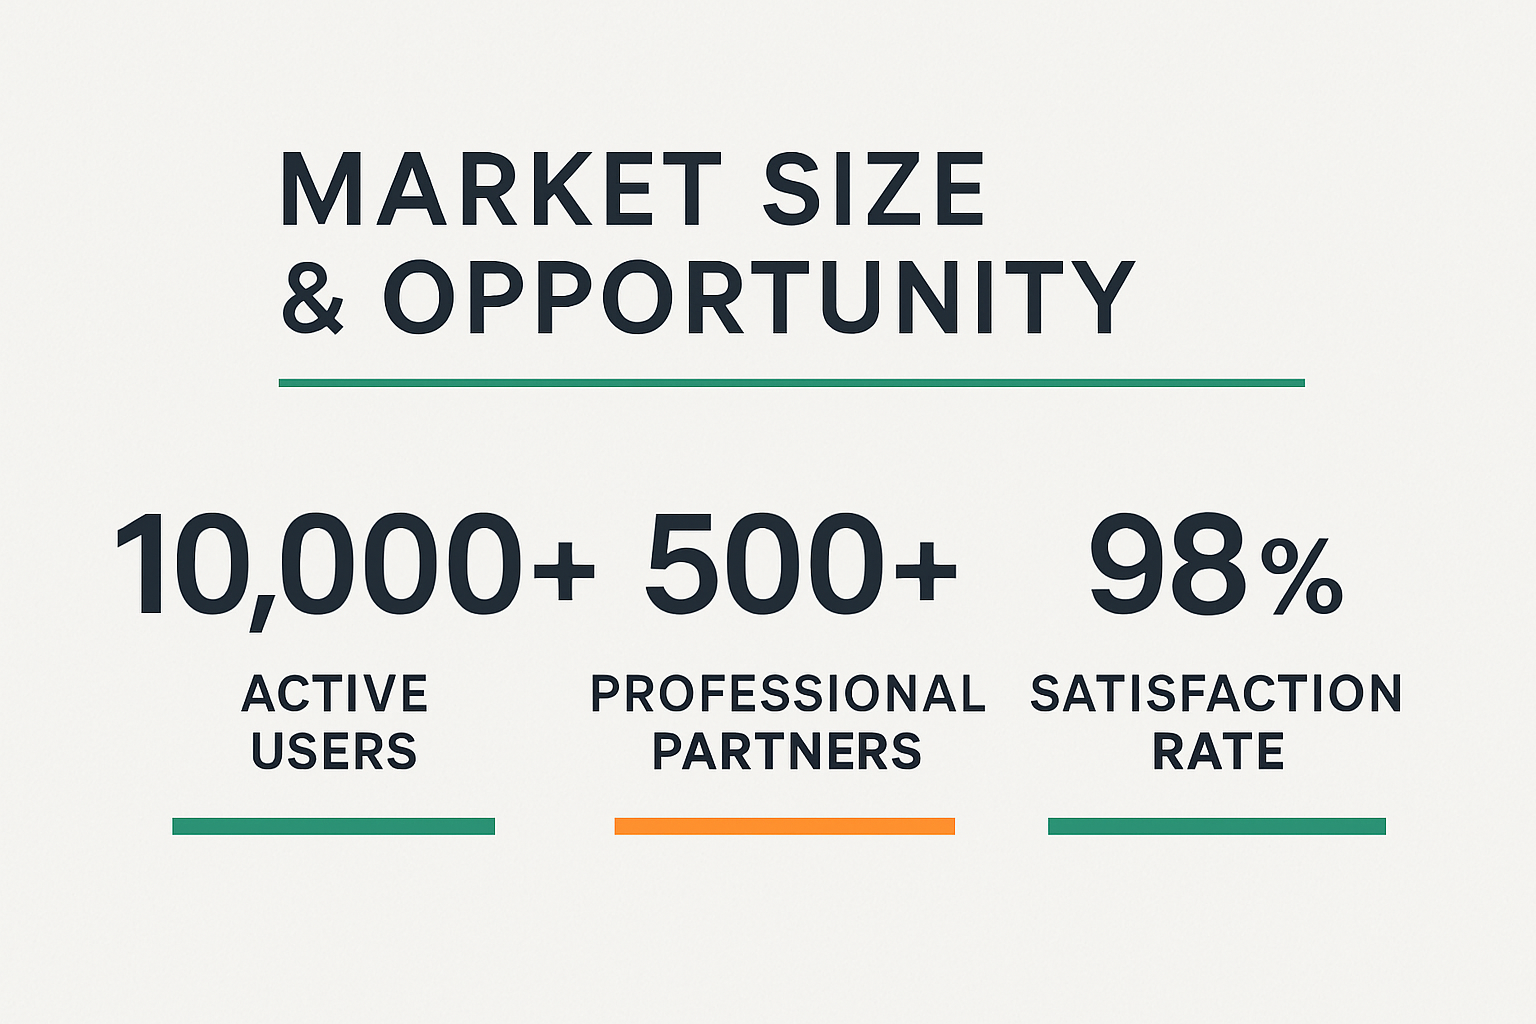 MARKET SIZE
& OPPORTUNITY
10,000+ 500+ 98%
ACTIVE PROFESSIONAL SATISFACTION
USERS PARTNERS RATE